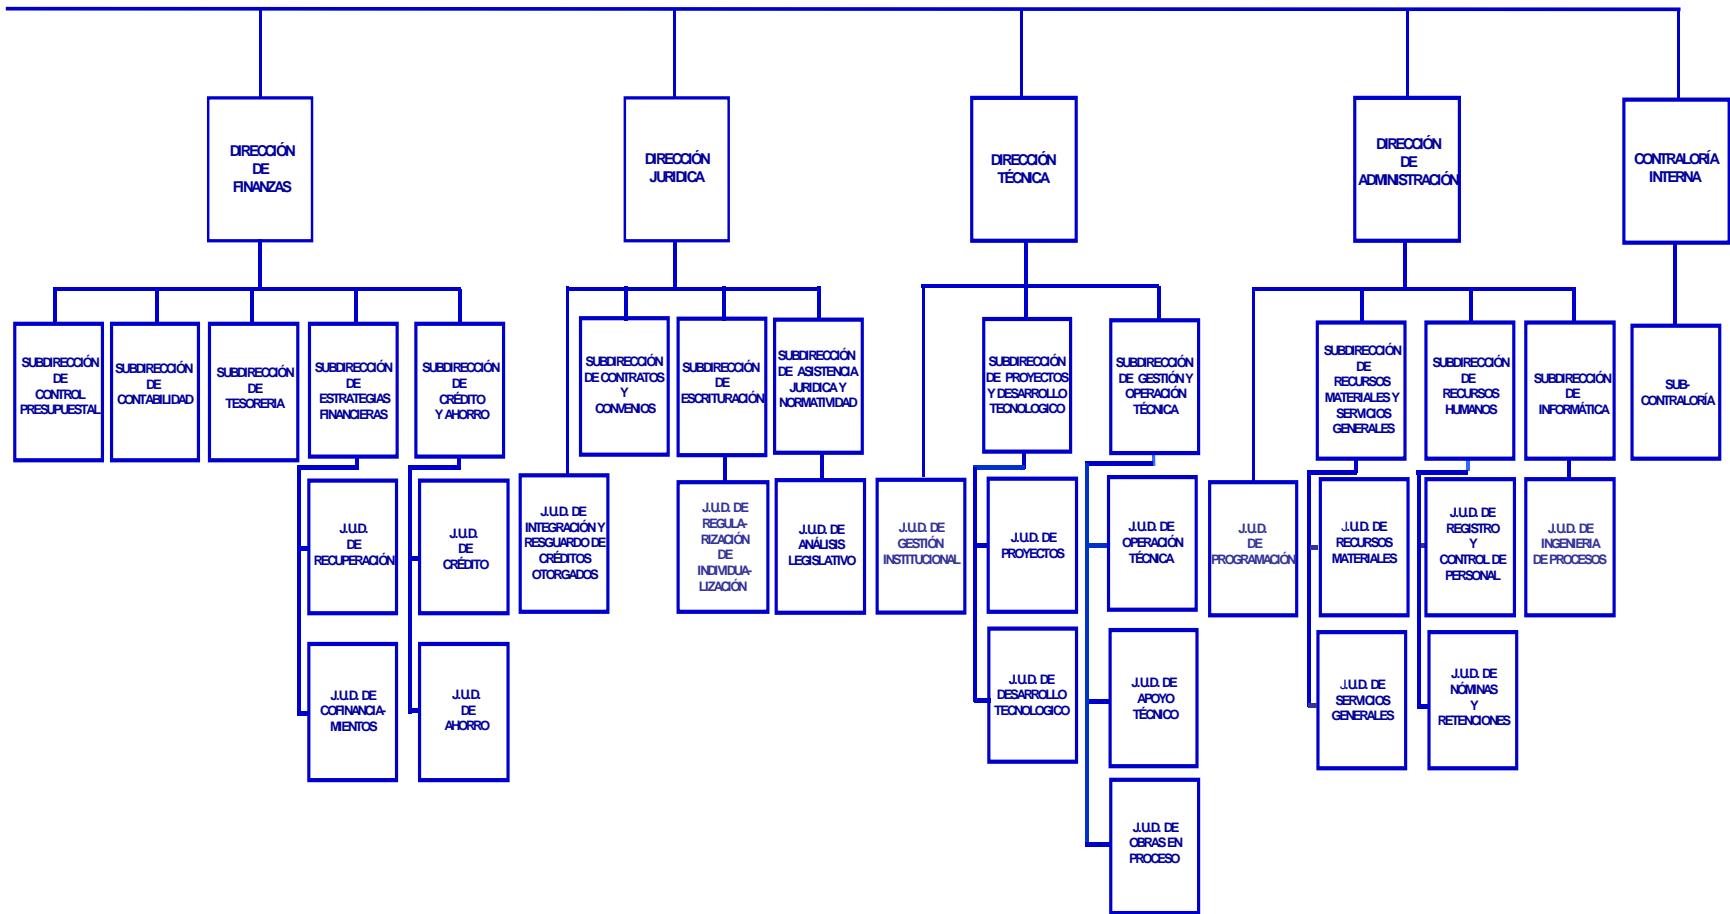 DIRECCIÓN
DE
FINANZAS
DIRECCIÓN
JURIDICA
DIRECCIÓN
TÉCNICA
DIRECCIÓN
DE
ADMINISTRACIÓN
CONTRALORÍA
INTERNA
SUBDIRECCIÓN
DE
CONTROL
PRESUPUESTAL
SUBDIRECCIÓN
DE
CONTABILIDAD
SUBDIRECCIÓN
DE
TESORERIA
SUBDIRECCIÓN
DE
ESTRATEGIAS
FINANCIERAS
SUBDIRECCIÓN
DE
CRÉDITO
Y AHORRO
SUBDIRECCIÓN
DE CONTRATOS
Y
CONVENIOS
SUBDIRECCIÓN
DE
ESCRITURACIÓN
SUBDIRECCIÓN
DE ASISTENCIA
JURIDICA Y
NORMATIVIDAD
SUBDIRECCIÓN
DE PROYECTOS
Y DESARROLLO
TECNOLOGICO
SUBDIRECCIÓN
DE GESTIÓN Y
OPERACIÓN
TÉCNICA
SUBDIRECCIÓN
DE
RECURSOS
MATERIALES Y
SERVICIOS
GENERALES
SUBDIRECCIÓN
DE
RECURSOS
HUMANOS
SUBDIRECCIÓN
DE
INFORMÁTICA
SUB-
CONTRALORÍA
J.U.D.
DE
RECUPERACIÓN
J.U.D.
DE
CRÉDITO
J.U.D. DE
INTEGRACIÓN Y
RESGUARDO DE
CRÉDITOS
OTORGADOS
J.U.D. DE
REGULA-
RIZACIÓN
DE
INDIVIDUA-
LIZACIÓN
J.U.D. DE
ANÁLISIS
LEGISLATIVO
J.U.D. DE
GESTIÓN
INSTITUCIONAL
J.U.D. DE
PROYECTOS
J.U.D. DE
OPERACIÓN
TÉCNICA
J.U.D.
DE
PROGRAMACIÓN
J.U.D. DE
RECURSOS
MATERIALES
J.U.D. DE
REGISTRO
Y
CONTROL DE
PERSONAL
J.U.D. DE
INGENIERIA
DE PROCESOS
J.U.D. DE
COFINANCIA-
MIENTOS
J.U.D.
DE
AHORRO
J.U.D. DE
DESARROLLO
TECNOLOGICO
J.U.D. DE
APOYO
TÉCNICO
J.U.D. DE
SERVICIOS
GENERALES
J.U.D. DE
NÓMINAS
Y
RETENCIONES
J.U.D. DE
OBRAS EN
PROCESO